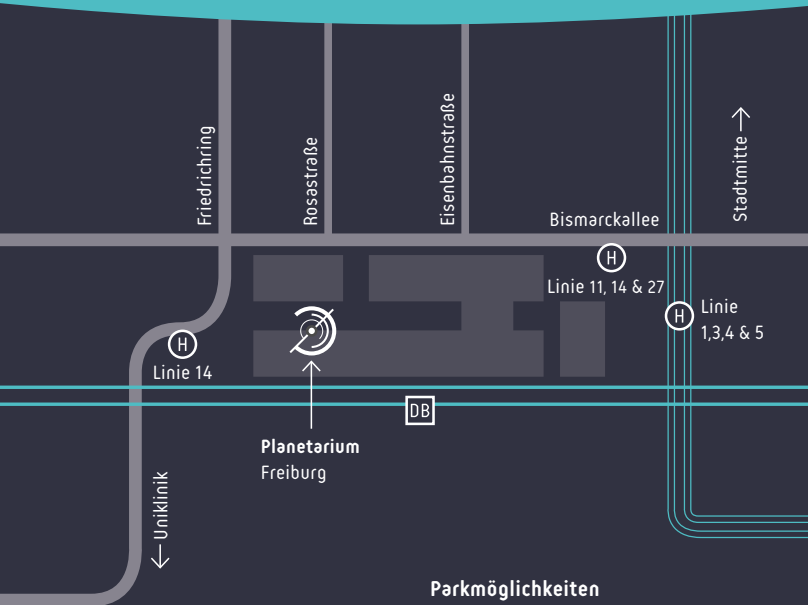 Friedrichring
Rosastraße
Eisenbahnstraße
Stadtmitte
Bismarckallee
H
Linie 11, 14 & 27
H
Linie
1,3,4 & 5
H
Linie 14
DB
Planetarium
Freiburg
Uniklinik
Parkmöglichkeiten